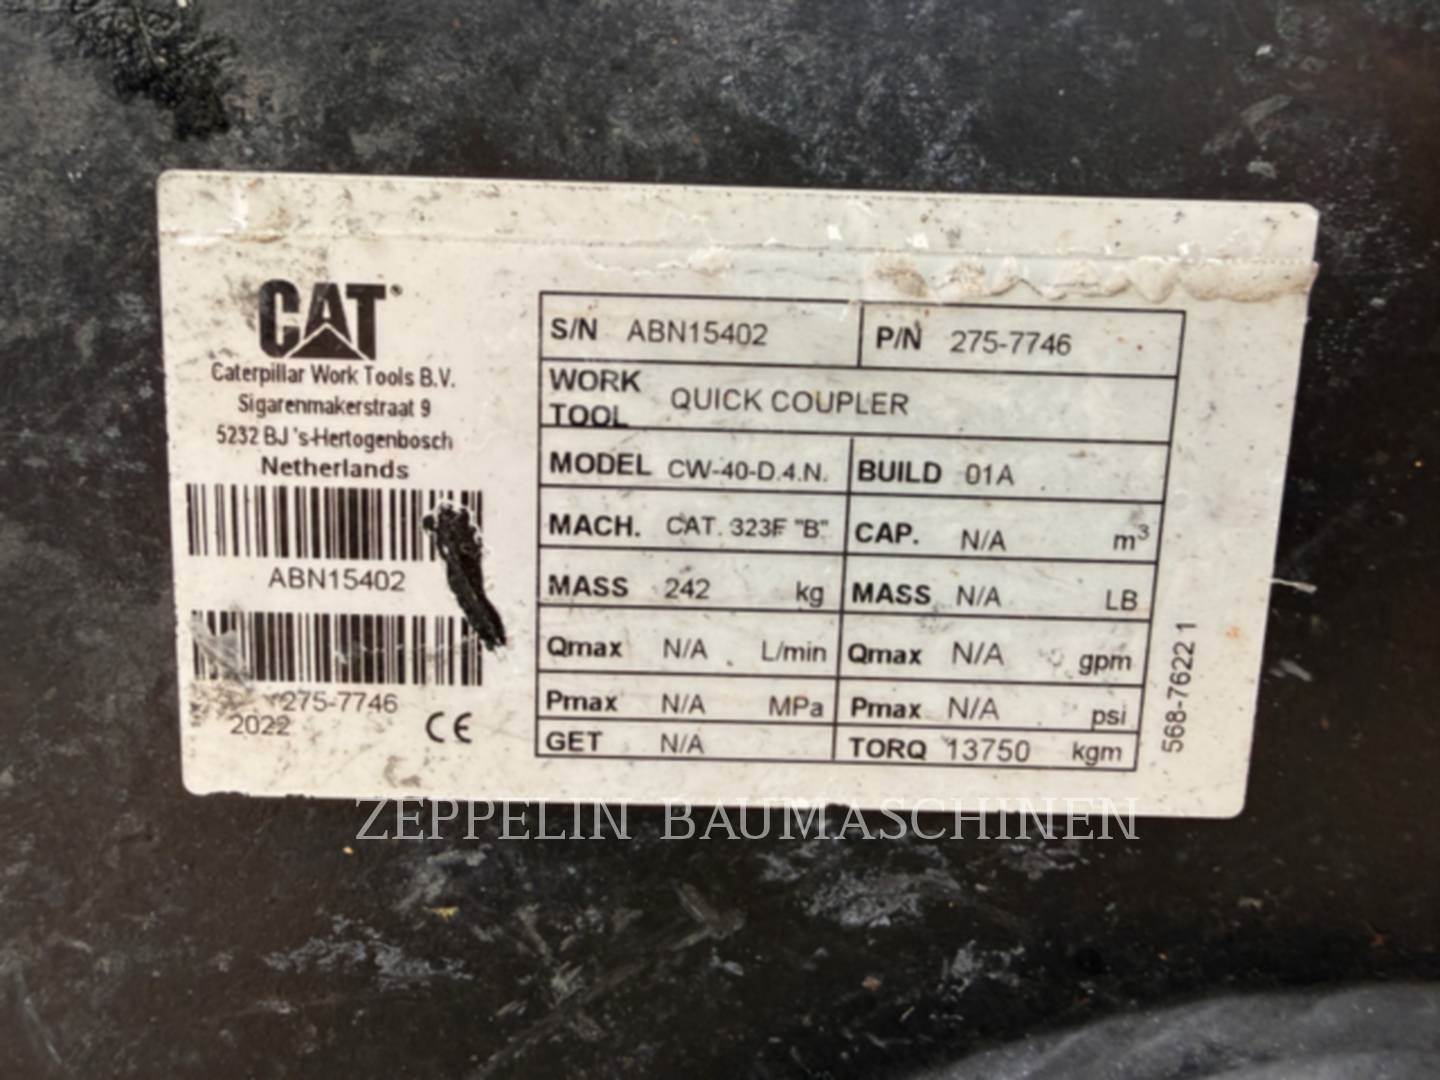 CAT
Caterpillar Work Tools B.V.
Sigarenmakerstraat 9
5232 BJ 's-Hertogenbosch
Netherlands
ABN15402
275-7746
2022 CE
S/N ABN15402 P/N 275-7746
WORK TOOL QUICK COUPLER
MODEL CW-40-D.4.N. BUILD 01A
MACH. CAT. 323F "B" CAP. N/A m³
MASS 242 kg MASS N/A LB
Qmax N/A L/min Qmax N/A gpm
Pmax N/A MPa Pmax N/A psi
GET N/A TORQ 13750 kgm
568-7622 1
ZEPPELIN BAUMASCHINEN